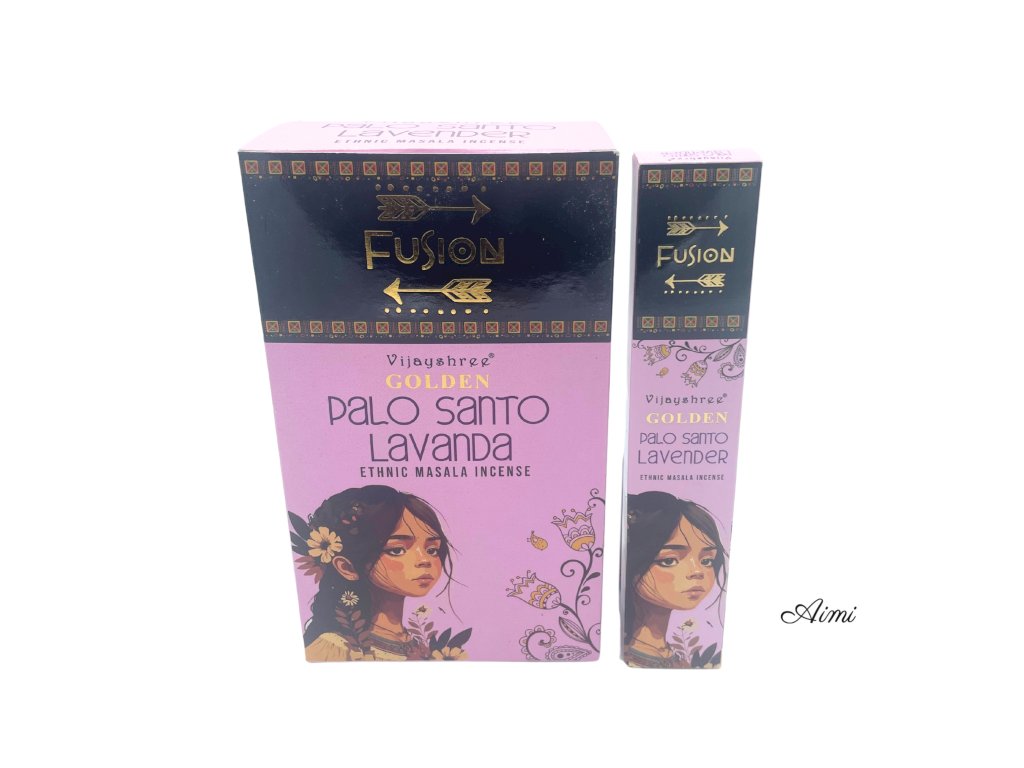 Palo Santo
Lavender
ETHNIC MASALA INCENSE
FUSION
Vijayshree®
GOLDEN
Palo Santo
Lavanda
ETHNIC MASALA INCENSE
FUSION
Vijayshree®
GOLDEN
Palo Santo
Lavender
ETHNIC MASALA INCENSE
Aimi